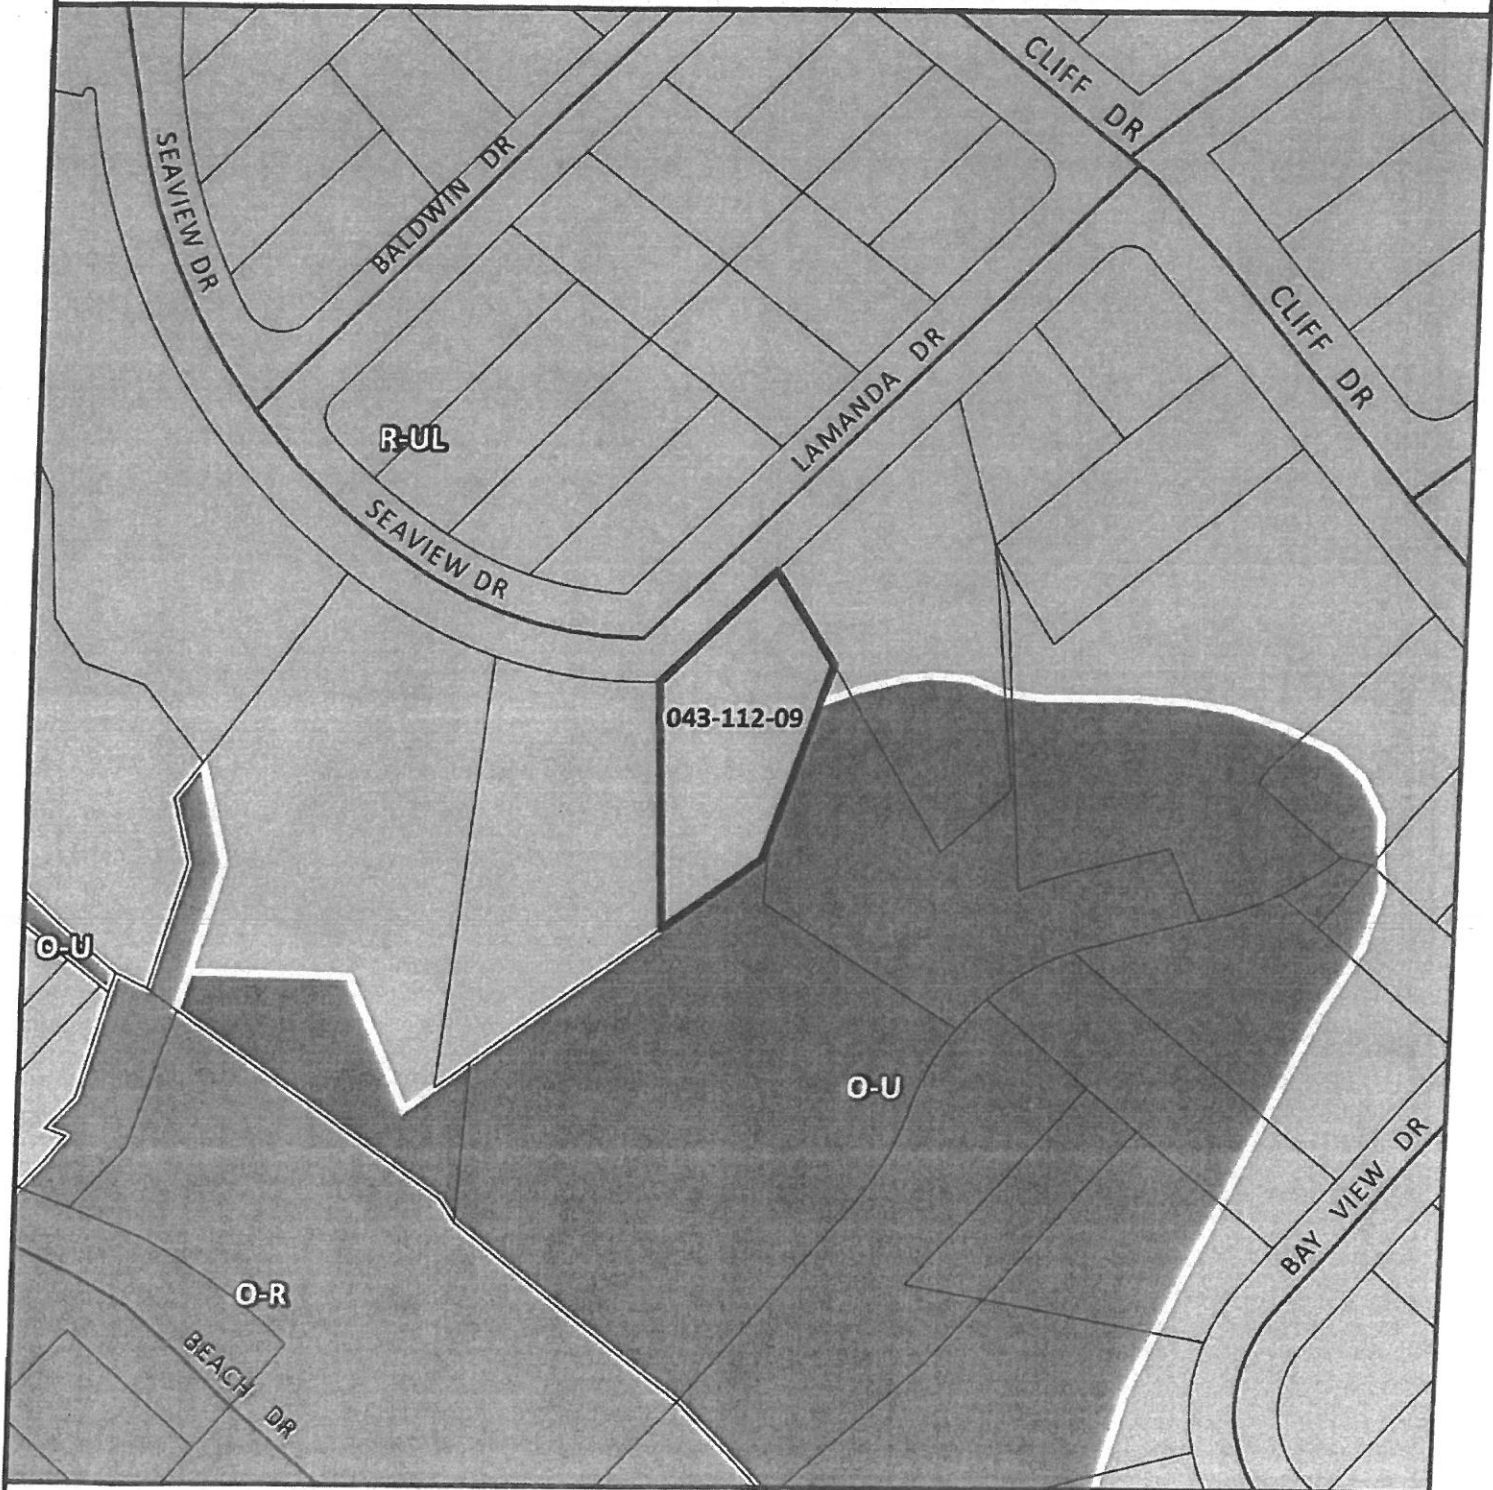 CLIFF DR
SEAVIEW DR
BALDWIN DR
CLIFF DR
LAMANDA DR
R-UL
SEAVIEW DR
043-112-09
O-U
O-U
BAY VIEW DR
O-R
BEACH DR